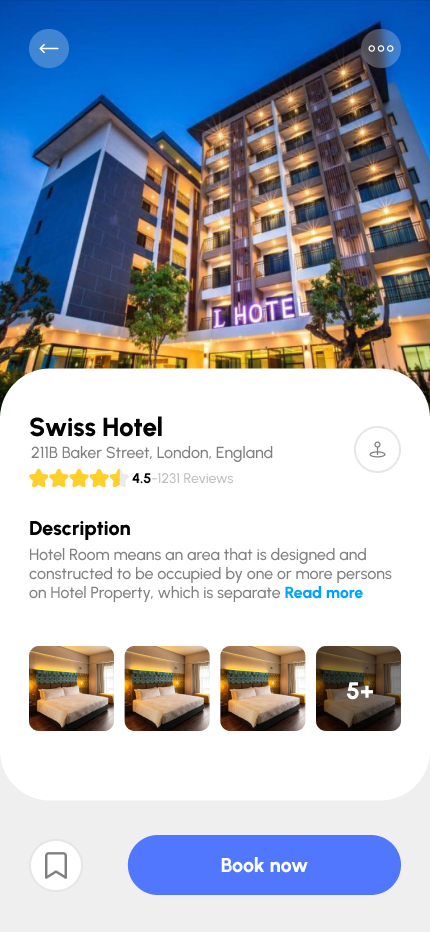 L HOTEL
Swiss Hotel
211B Baker Street, London, England
4.5-1231 Reviews
Description
Hotel Room means an area that is designed and
constructed to be occupied by one or more persons
on Hotel Property, which is separate Read more
5+
Book now